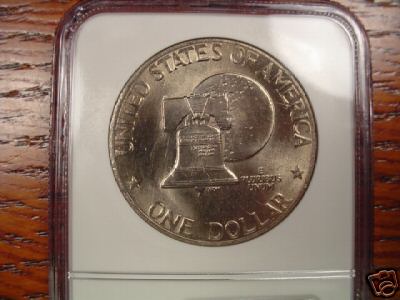 UNITED STATES OF AMERICA
E
PLURIBUS
UNUM
ONE DOLLAR